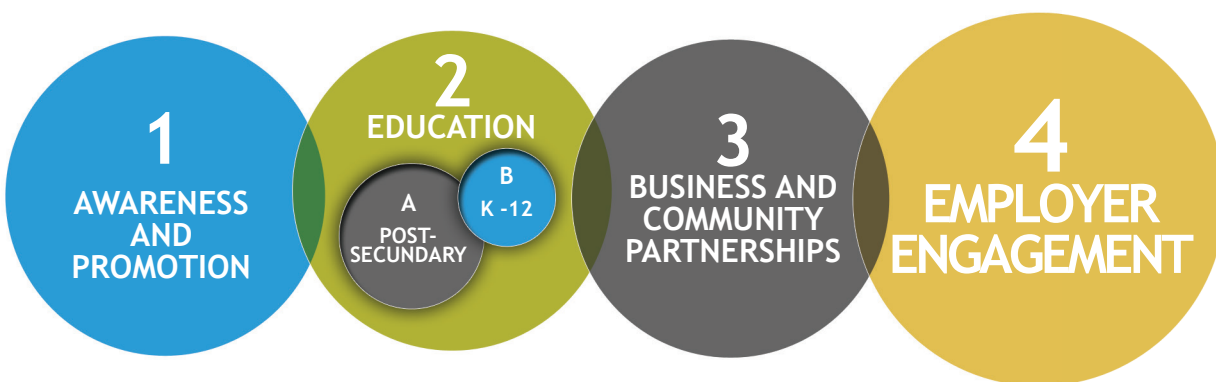 1
AWARENESS
AND
PROMOTION
2
EDUCATION
A
POST-
SECUNDARY
B
K -12
3
BUSINESS AND
COMMUNITY
PARTNERSHIPS
4
EMPLOYER
ENGAGEMENT